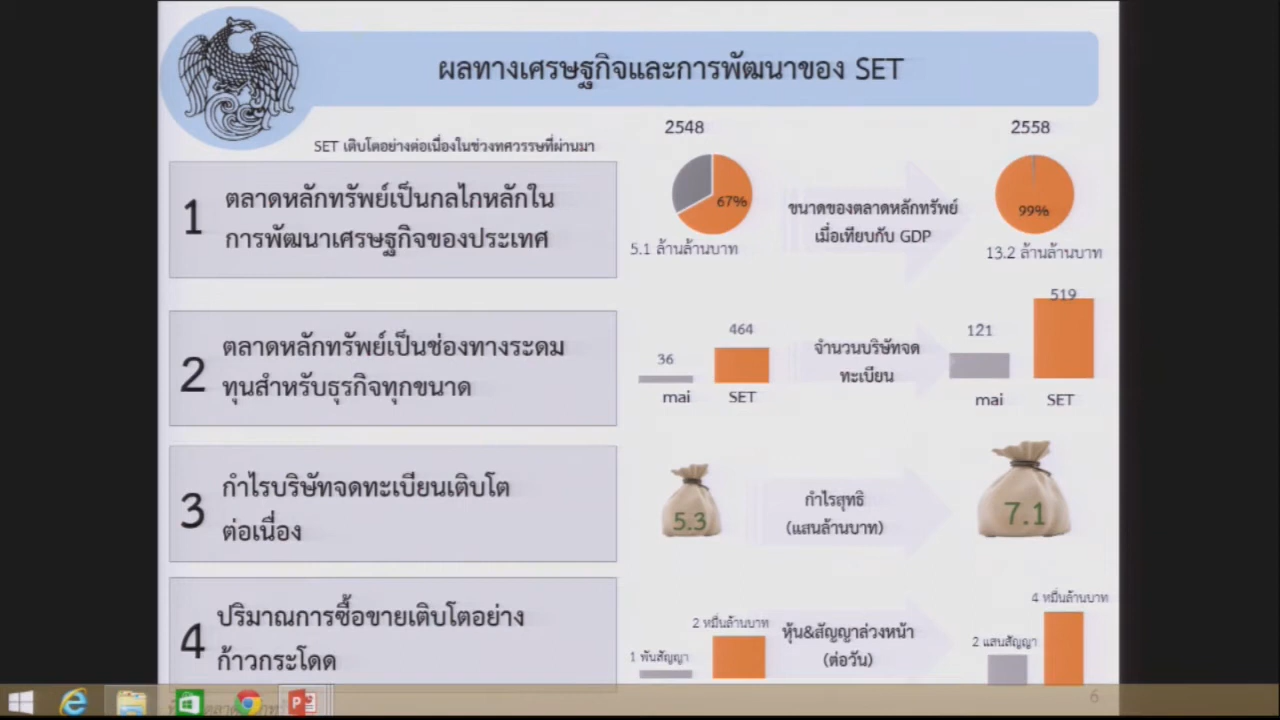 ผลทางเศรษฐกิจและการพัฒนาของ SET
SET เติบโตอย่างต่อเนื่องในช่วงทศวรรษที่ผ่านมา
2548
2558
1
ตลาดหลักทรัพย์เป็นกลไกหลักใน
การพัฒนาเศรษฐกิจของประเทศ
67%
5.1 ล้านล้านบาท
ขนาดของตลาดหลักทรัพย์
เมื่อเทียบกับ GDP
99%
13.2 ล้านล้านบาท
2
ตลาดหลักทรัพย์เป็นช่องทางระดม
ทุนสำหรับธุรกิจทุกขนาด
36
464
mai
SET
จำนวนบริษัทจด
ทะเบียน
121
519
mai
SET
3
กำไรบริษัทจดทะเบียนเติบโต
ต่อเนื่อง
5.3
กำไรสุทธิ
(แสนล้านบาท)
7.1
4
ปริมาณการซื้อขายเติบโตอย่าง
ก้าวกระโดด
1 พันสัญญา
2 หมื่นล้านบาท
หุ้น&สัญญาล่วงหน้า
(ต่อวัน)
2 แสนสัญญา
4 หมื่นล้านบาท
6